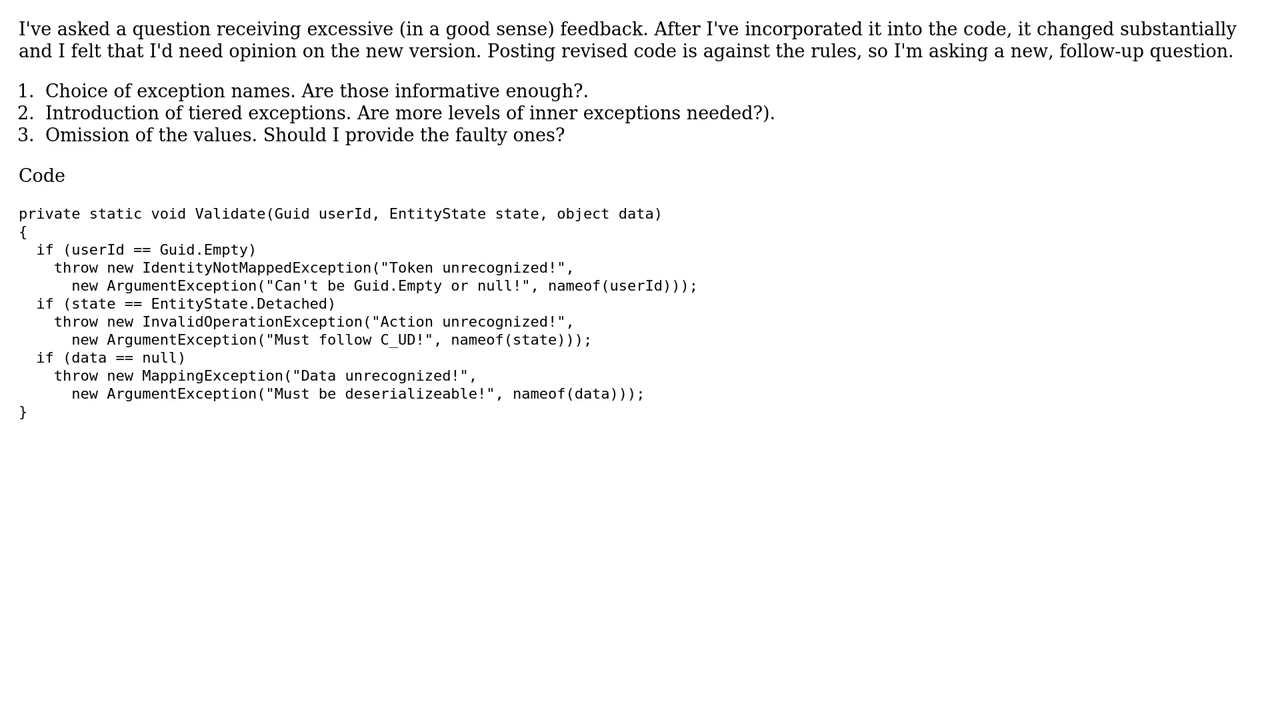 I've asked a question receiving excessive (in a good sense) feedback. After I've incorporated it into the code, it changed substantially
and I felt that I'd need opinion on the new version. Posting revised code is against the rules, so I'm asking a new, follow-up question.
1. Choice of exception names. Are those informative enough?.
2. Introduction of tiered exceptions. Are more levels of inner exceptions needed?).
3. Omission of the values. Should I provide the faulty ones?
Code
private static void Validate(Guid userId, EntityState state, object data)
{
  if (userId == Guid.Empty)
    throw new IdentityNotMappedException("Token unrecognized!",
      new ArgumentException("Can't be Guid.Empty or null!", nameof(userId)));
  if (state == EntityState.Detached)
    throw new InvalidOperationException("Action unrecognized!",
      new ArgumentException("Must follow C_UD!", nameof(state)));
  if (data == null)
    throw new MappingException("Data unrecognized!",
      new ArgumentException("Must be deserializeable!", nameof(data)));
}